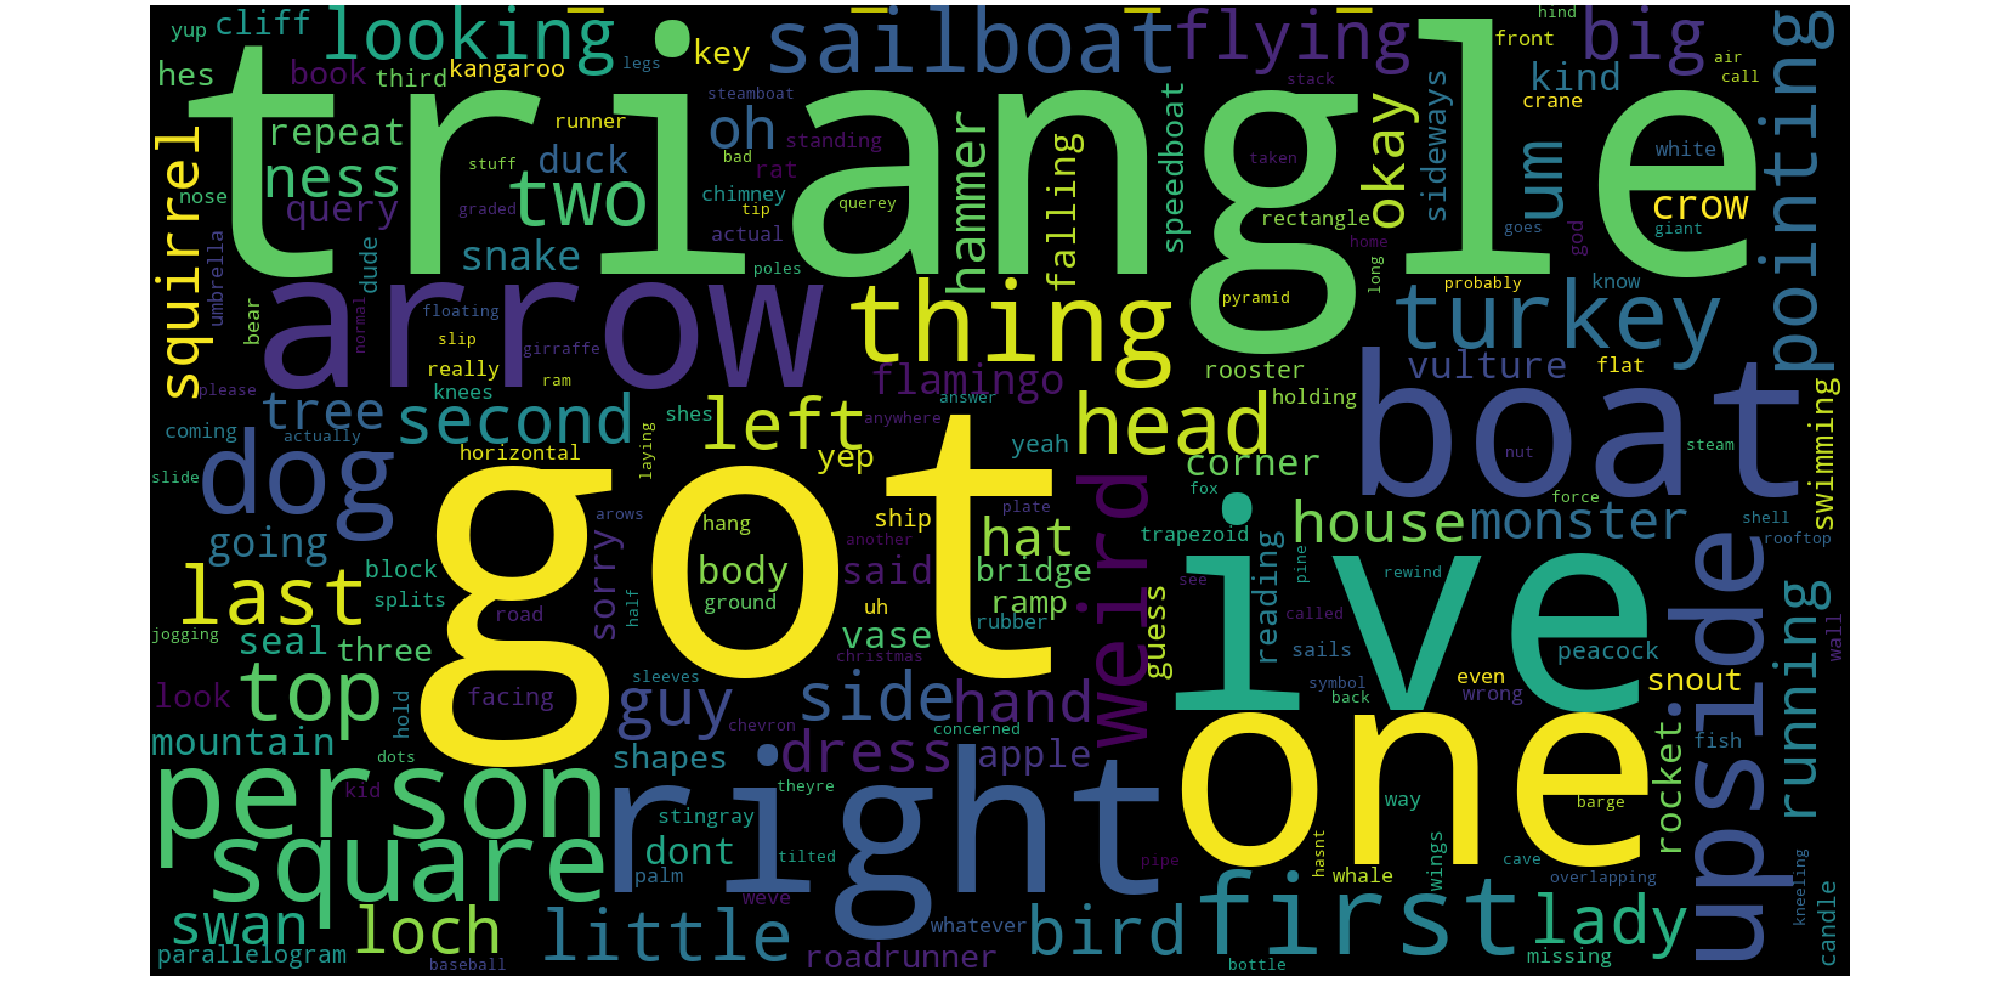 yup cliff looking sailboat flying hind big pointing
hes book third kangaroo legs key front air
steamboat stack kind call
triangle
squirrel repeat runner oh standing hammer falling speedboat okay sideways crane um white
ness stuff duck bad rat taken crow
nose query graded two chimney tip querey rectangle goes giant
umbrella dude snake actual poles home god
bear normal floating arrow thing pyramid long probably know turkey
slip girraffe
please really ram flamingo rooster vulture flat
knees answer holding
tree second shes left anywhere head boat swimming
coming actually yeah
dog horizontal laying yep weird corner steam
slide got fox nut
going arows hang ship plate hat house monster force shell
sorry another trapezoid rooftop
last block body said bridge reading pine ive rewind upside running
splits half ground uh ramp see called
jogging road rubber guess wall
seal three vase sails peacock
christmas
look top hold facing sleeves side hand symbol even snout
guy chevron back wrong
mountain concerned one rocket fish
dots shapes dress apple
person kid theyre way barge
right stingray
square dont tilted pipe hasnt wings cave kneeling
palm whale overlapping
weve
swan loch little whatever bird first lady candle
parallelogram baseball roadrunner bottle missing